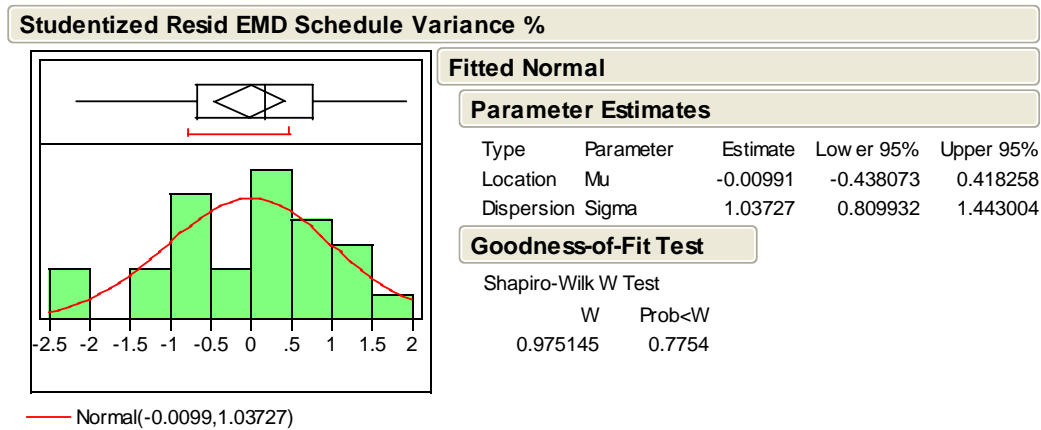 Studentized Resid EMD Schedule Variance %
Fitted Normal
Parameter Estimates
Type Parameter Estimate Lower 95% Upper 95%
Location Mu -0.00991 -0.438073 0.418258
Dispersion Sigma 1.03727 0.809932 1.443004
Goodness-of-Fit Test
Shapiro-Wilk W Test
W Prob<W
0.975145 0.7754
-2.5 -2 -1.5 -1 -0.5 0 .5 1 1.5 2
Normal(-0.0099,1.03727)